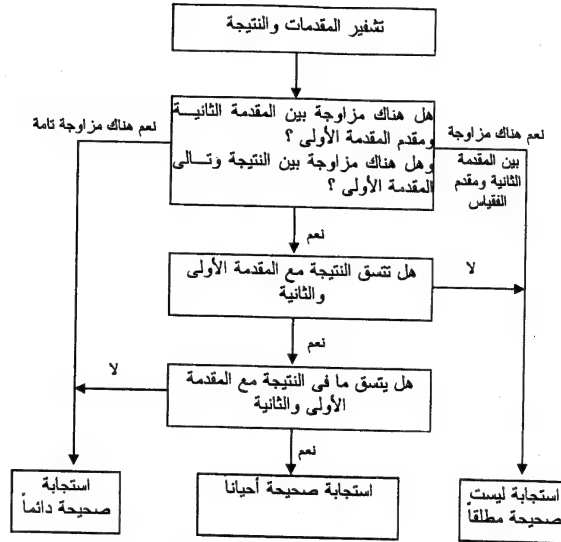 تشفير المقدمات والنتيجة
هل هناك مزاوجة بين المقدمة الثانيـــة
ومقدم المقدمة الأولى ؟
وهل هناك مزاوجة بين النتيجة وتـــالى
المقدمة الأولى ؟
نعم هناك مزاوجة
بين المقدمة
الثانية ومقدم
الفقياس
نعم هناك مزاوجة تامة
نعم
هل تتسق النتيجة مع المقدمة الأولى
والثانية
لا
نعم
هل يتسق ما فى النتيجة مع المقدمة
الأولى والثانية
لا
نعم
استجابة ليست
صحيحة مطلقاً
استجابة صحيحة أحيانا
استجابة
صحيحة دائماً